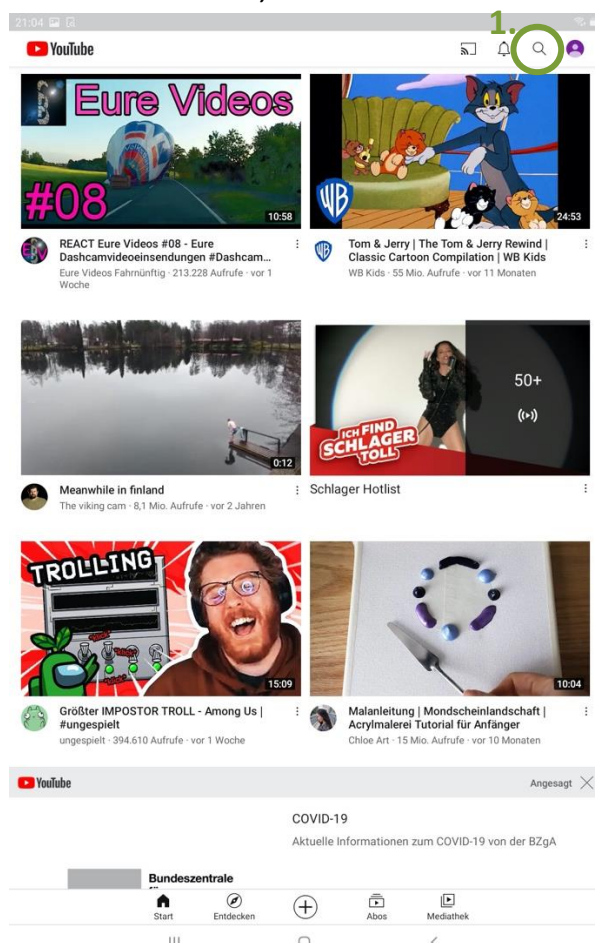 21:04
1.
YouTube
EDV
Eure Videos
#08
10:58
REACT Eure Videos #08 - Eure
Dashcamvideoeinsendungen #Dashcam...
Eure Videos Fahrnünftig · 213.228 Aufrufe · vor 1
Woche
WB
24:53
WB
Tom & Jerry | The Tom & Jerry Rewind |
Classic Cartoon Compilation | WB Kids
WB Kids · 55 Mio. Aufrufe · vor 11 Monaten
0:12
Meanwhile in finland
The viking cam · 8,1 Mio. Aufrufe · vor 2 Jahren
50+
ICH FIND
SCHLAGER
TOLL
Schlager Hotlist
TROLLING
*klick*
*klick*
*klick*
15:09
Größter IMPOSTOR TROLL - Among Us |
#ungespielt
ungespielt · 394.610 Aufrufe · vor 1 Woche
10:04
Malanleitung | Mondscheinlandschaft |
Acrylmalerei Tutorial für Anfänger
Chloe Art · 15 Mio. Aufrufe · vor 10 Monaten
YouTube
Angesagt
COVID-19
Aktuelle Informationen zum COVID-19 von der BZgA
Bundeszentrale
Start
Entdecken
Abos
Mediathek